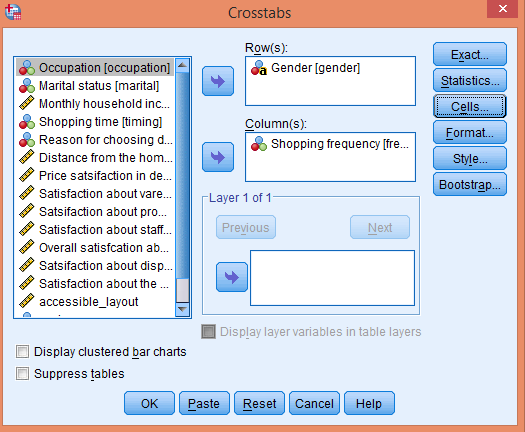 Crosstabs
Occupation [occupation]
Marital status [marital]
Monthly household inc...
Shopping time [timing]
Reason for choosing d...
Distance from the hom...
Price satsifaction in de...
Satisfaction about vare...
Satsifaction about pro...
Satsifaction about staff...
Overall satisfcation ab...
Satsifaction about disp...
Satsifaction about the ...
accessible_layout
Row(s):
Gender [gender]
Column(s):
Shopping frequency [fre...
Layer 1 of 1
Previous
Next
Display layer variables in table layers
Exact...
Statistics...
Cells...
Format...
Style...
Bootstrap...
Display clustered bar charts
Suppress tables
OK
Paste
Reset
Cancel
Help